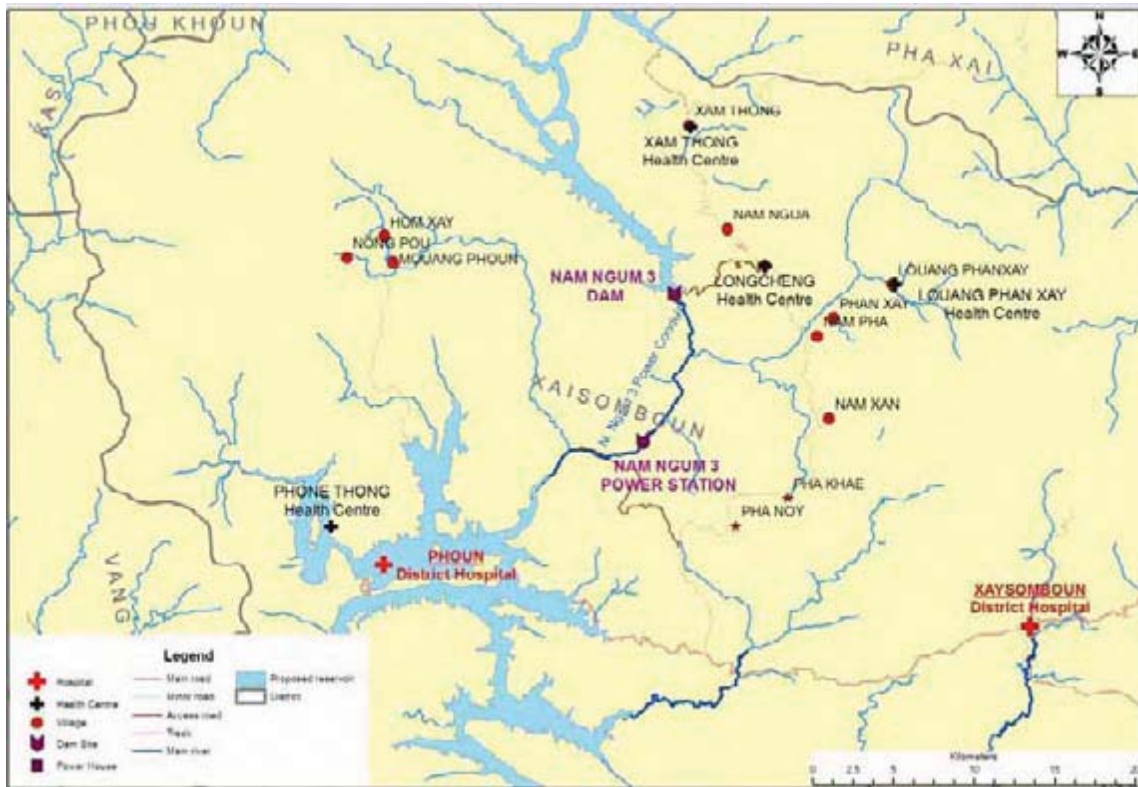 PHOU KHOUN
KASI
PHA XAI
N
W E
S
XAM THONG
XAM THONG
Health Centre
NAM NGUA
HOM XAY
NONG POU
MOUANG PHOUN
NAM NGUM 3
DAM
LONGCHENG
Health Centre
LOUANG PHANXAY
LOUANG PHAN XAY
Health Centre
PHAN XAY
NAM PHA
XAISOMBOUN
NAM XAN
NAM NGUM 3
POWER STATION
PHA KHAE
PHA NOY
PHONE THONG
Health Centre
PHOUN
District Hospital
VANG
XAYSOMBOUN
District Hospital
Legend
Hospital
Health Centre
Village
Dam Site
Power House
Main road
Minor road
Access road
Track
Main river
Proposed reservoir
District
Kilometers
0 2.5 5 10 15 20